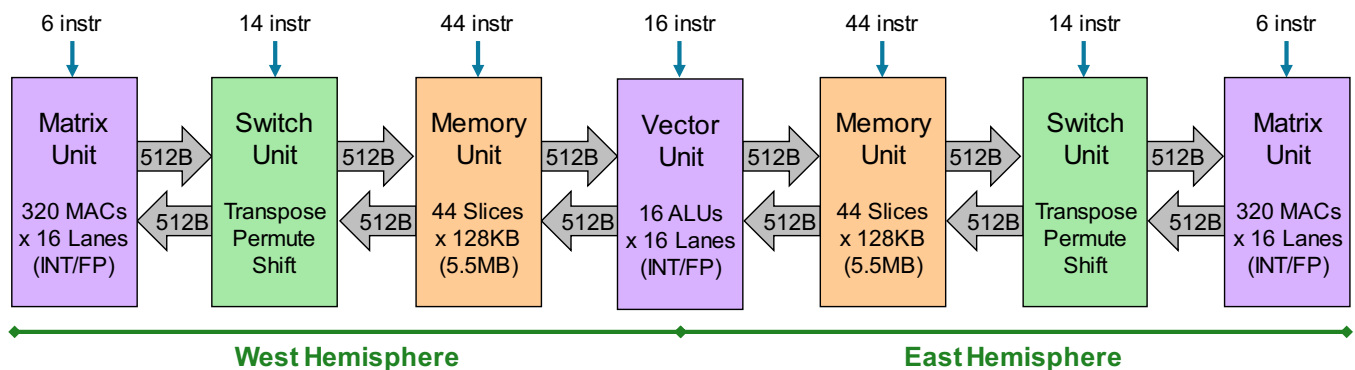 6 instr 14 instr 44 instr 16 instr 44 instr 14 instr 6 instr
Matrix Unit
320 MACs
x 16 Lanes
(INT/FP)
512B
512B
Switch Unit
Transpose
Permute
Shift
512B
512B
Memory Unit
44 Slices
x 128KB
(5.5MB)
512B
512B
Vector Unit
16 ALUs
x 16 Lanes
(INT/FP)
512B
512B
Memory Unit
44 Slices
x 128KB
(5.5MB)
512B
512B
Switch Unit
Transpose
Permute
Shift
512B
512B
Matrix Unit
320 MACs
x 16 Lanes
(INT/FP)
West Hemisphere
East Hemisphere